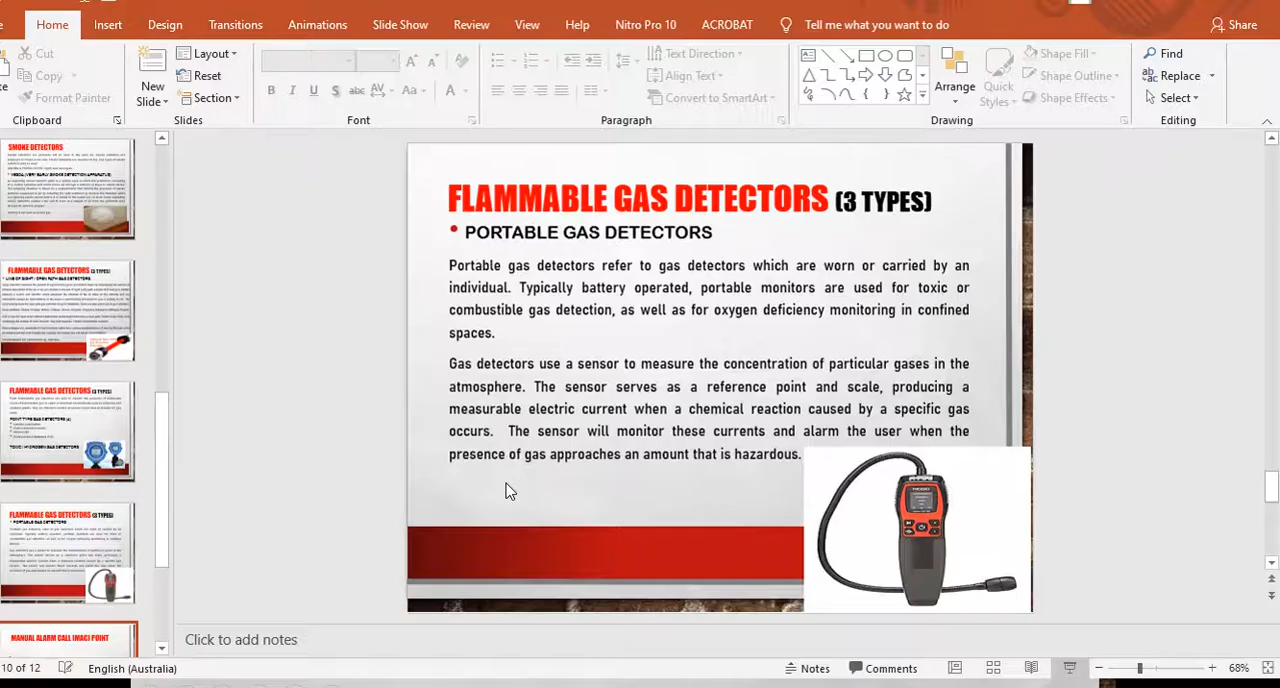 Home Insert Design Transitions Animations Slide Show Review View Help Nitro Pro 10 ACROBAT Tell me what you want to do Share
Cut
Copy
Format Painter
Clipboard
New
Slide
Layout
Reset
Section
Slides
B I U S abc AV Aa A
Font
Text Direction
Align Text
Convert to SmartArt
Paragraph
Arrange
Quick
Styles
Shape Fill
Shape Outline
Shape Effects
Drawing
Find
Replace
Select
Editing
SMOKE DETECTORS
FLAMMABLE GAS DETECTORS (3 TYPES)
FLAMMABLE GAS DETECTORS (3 TYPES)
FLAMMABLE GAS DETECTORS (3 TYPES)
PORTABLE GAS DETECTORS
MANUAL ALARM CALL
FLAMMABLE GAS DETECTORS (3 TYPES)
• PORTABLE GAS DETECTORS
Portable gas detectors refer to gas detectors which are worn or carried by an
individual. Typically battery operated, portable monitors are used for toxic or
combustible gas detection, as well as for oxygen deficiency monitoring in confined
spaces.
Gas detectors use a sensor to measure the concentration of particular gases in the
atmosphere. The sensor serves as a reference point and scale, producing a
measurable electric current when a chemical reaction caused by a specific gas
occurs. The sensor will monitor these currents and alarm the user when the
presence of gas approaches an amount that is hazardous.
Click to add notes
10 of 12 English (Australia) Notes Comments 68%